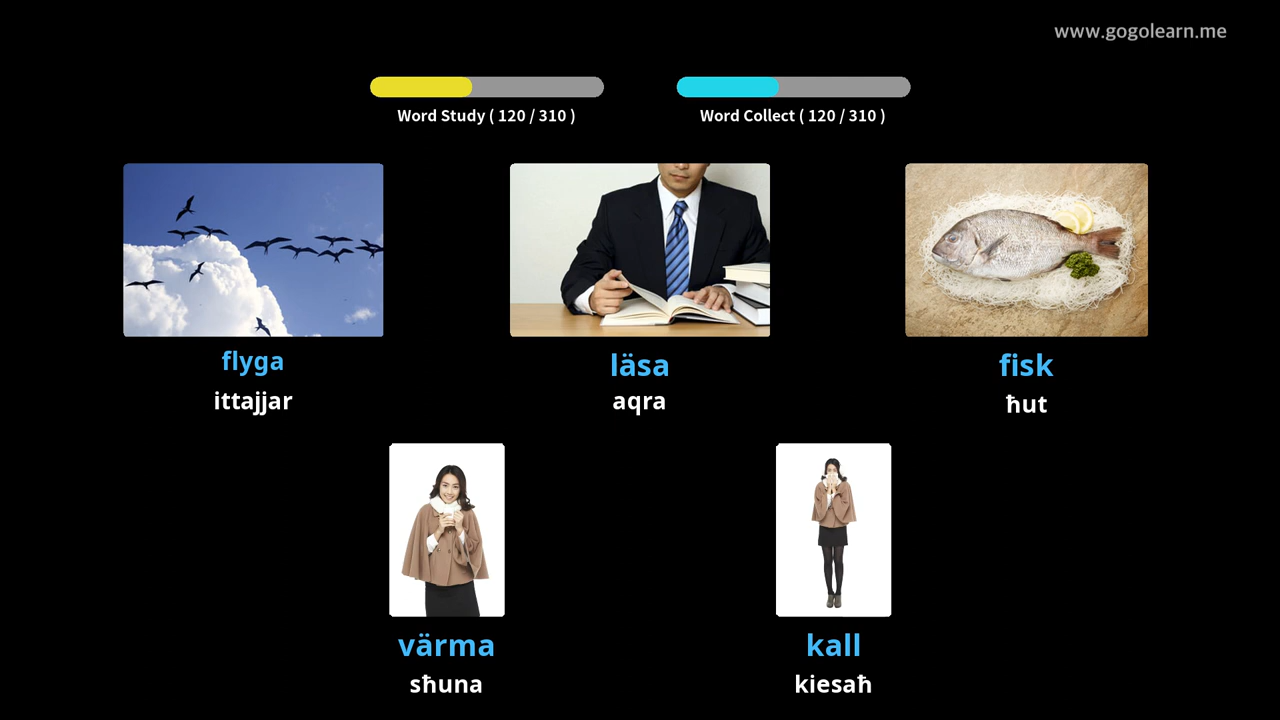 www.gogolearn.me
Word Study ( 120 / 310 )
Word Collect ( 120 / 310 )
flyga
ittajjar
läsa
aqra
fisk
ħut
värma
sħuna
kall
kiesaħ